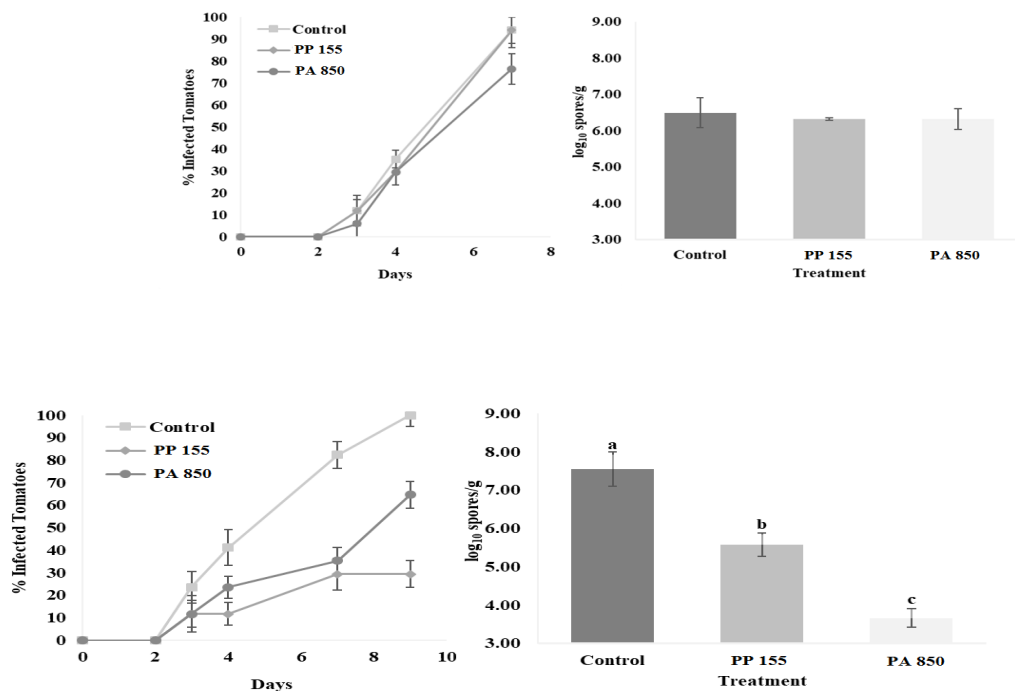 % Infected Tomatoes
100
90
80
70
60
50
40
30
20
10
0
Control
PP 155
PA 850
0
2
4
6
8
Days
log10 spores/g
9.00
8.00
7.00
6.00
5.00
4.00
3.00
Control
PP 155
PA 850
Treatment
% Infected Tomatoes
100
90
80
70
60
50
40
30
20
10
0
Control
PP 155
PA 850
0
2
4
6
8
10
Days
log10 spores/g
9.00
8.00
7.00
6.00
5.00
4.00
3.00
a
b
c
Control
PP 155
PA 850
Treatment